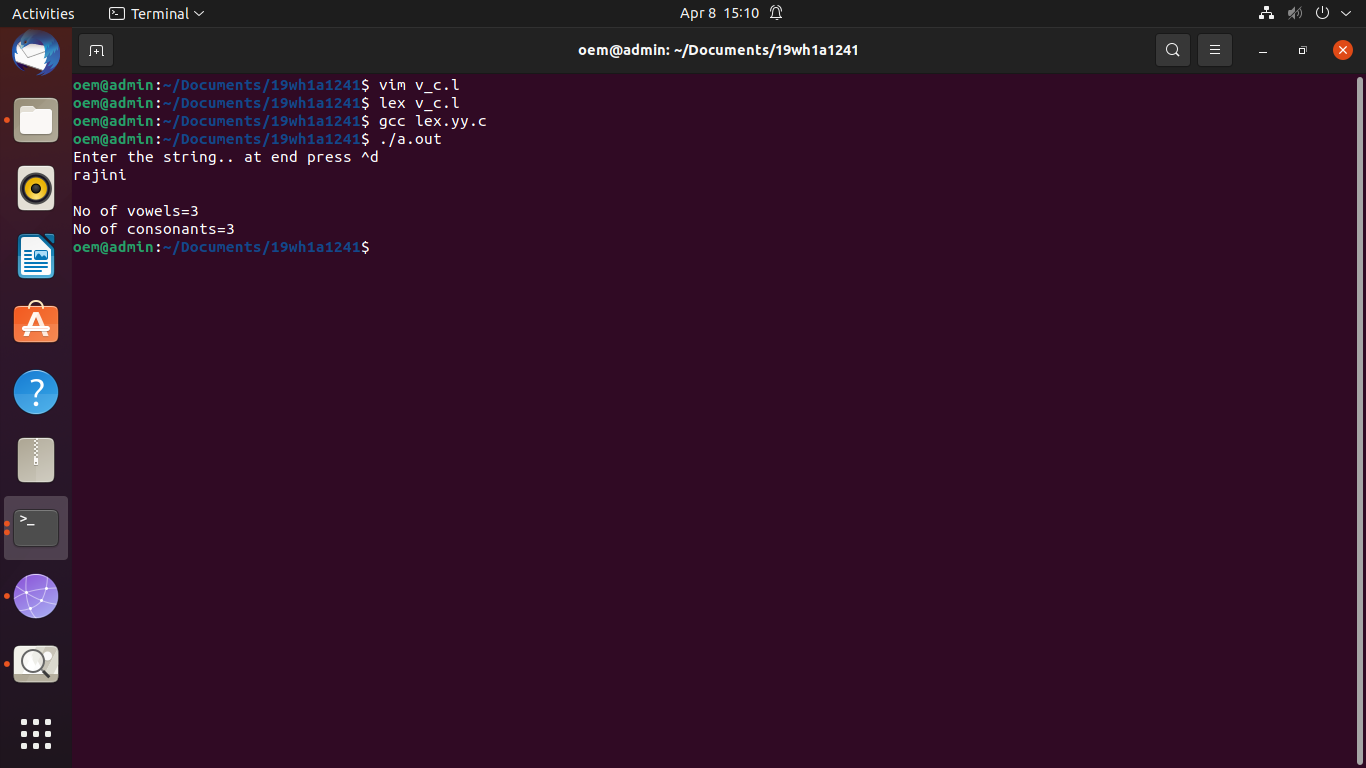 Activities
Terminal
Apr 8 15:10
oem@admin: ~/Documents/19wh1a1241
oem@admin:~/Documents/19wh1a1241$ vim v_c.l
oem@admin:~/Documents/19wh1a1241$ lex v_c.l
oem@admin:~/Documents/19wh1a1241$ gcc lex.yy.c
oem@admin:~/Documents/19wh1a1241$ ./a.out
Enter the string.. at end press ^d
rajini
No of vowels=3
No of consonants=3
oem@admin:~/Documents/19wh1a1241$